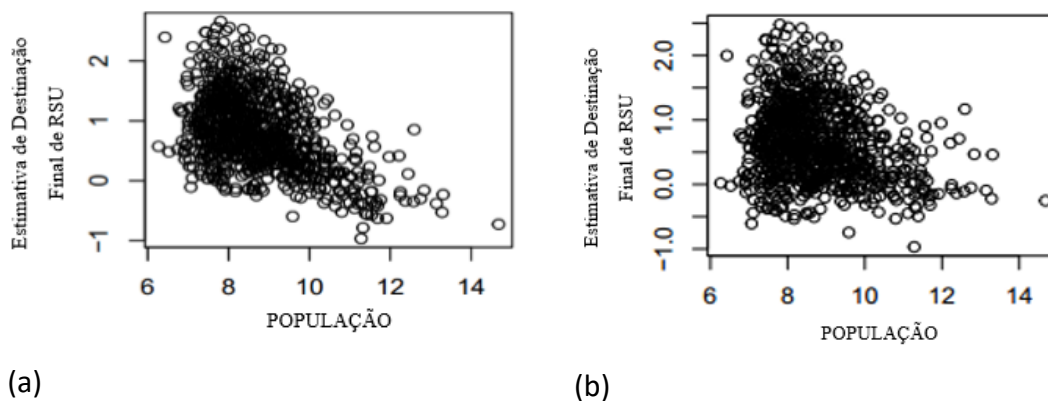 Estimativa de Destinação
Final de RSU
2
1
0
−1
6 8 10 12 14
POPULAÇÃO
(a)
Estimativa de Destinação
Final de RSU
2.0
1.0
0.0
−1.0
6 8 10 12 14
POPULAÇÃO
(b)